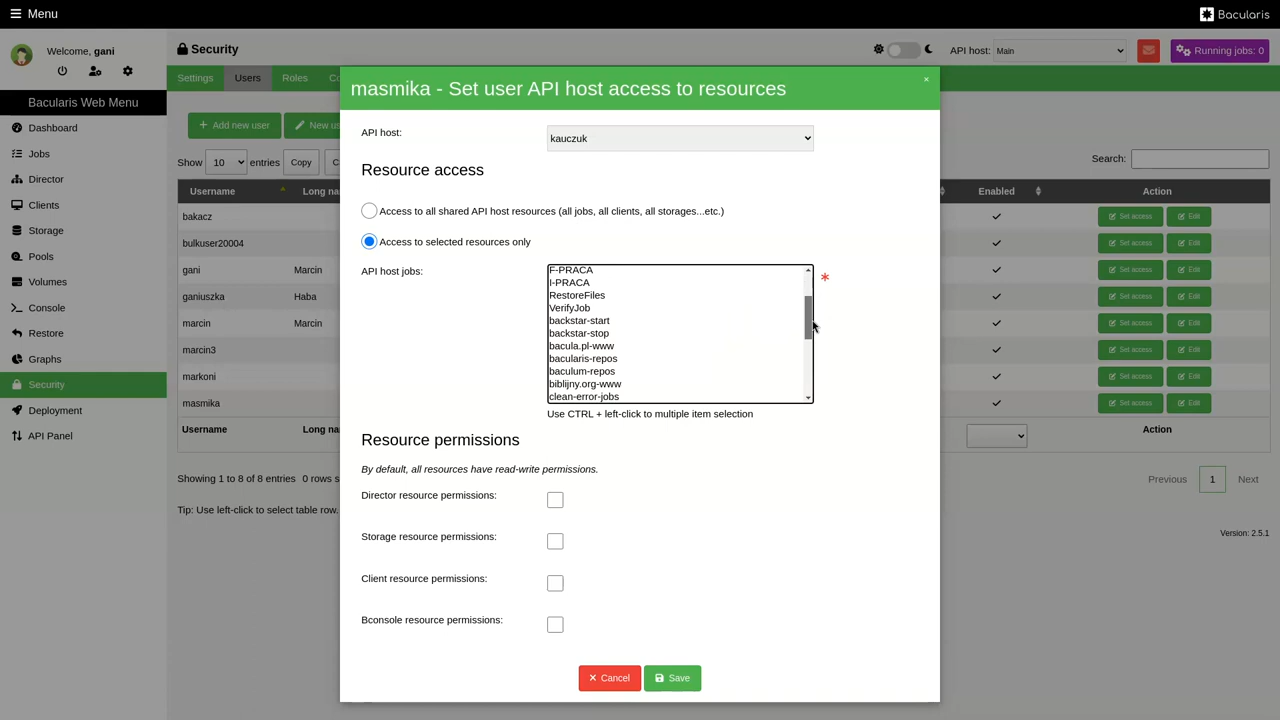 Menu
Bacularis
Welcome, gani
Security
API host:
Main
Running jobs: 0
Settings
Users
Roles
Bacularis Web Menu
Dashboard
Jobs
Director
Clients
Storage
Pools
Volumes
Console
Restore
Graphs
Security
Deployment
API Panel
Add new user
Show 10 entries
Copy
Search:
Username
Long na
Enabled
Action
bakacz
Set access
Edit
bulkuser20004
Set access
Edit
gani
Marcin
Set access
Edit
ganiuszka
Haba
Set access
Edit
marcin
Marcin
Set access
Edit
marcin3
Set access
Edit
markoni
Set access
Edit
masmika
Set access
Edit
Username
Long na
Action
Showing 1 to 8 of 8 entries 0 rows s
Previous
1
Next
Tip: Use left-click to select table row.
Version: 2.5.1
masmika - Set user API host access to resources
×
API host:
kauczuk
Resource access
Access to all shared API host resources (all jobs, all clients, all storages...etc.)
Access to selected resources only
API host jobs:
F-PRACA
I-PRACA
RestoreFiles
VerifyJob
backstar-start
backstar-stop
bacula.pl-www
bacularis-repos
baculum-repos
biblijny.org-www
clean-error-jobs
*
Use CTRL + left-click to multiple item selection
Resource permissions
By default, all resources have read-write permissions.
Director resource permissions:
Storage resource permissions:
Client resource permissions:
Bconsole resource permissions:
Cancel
Save